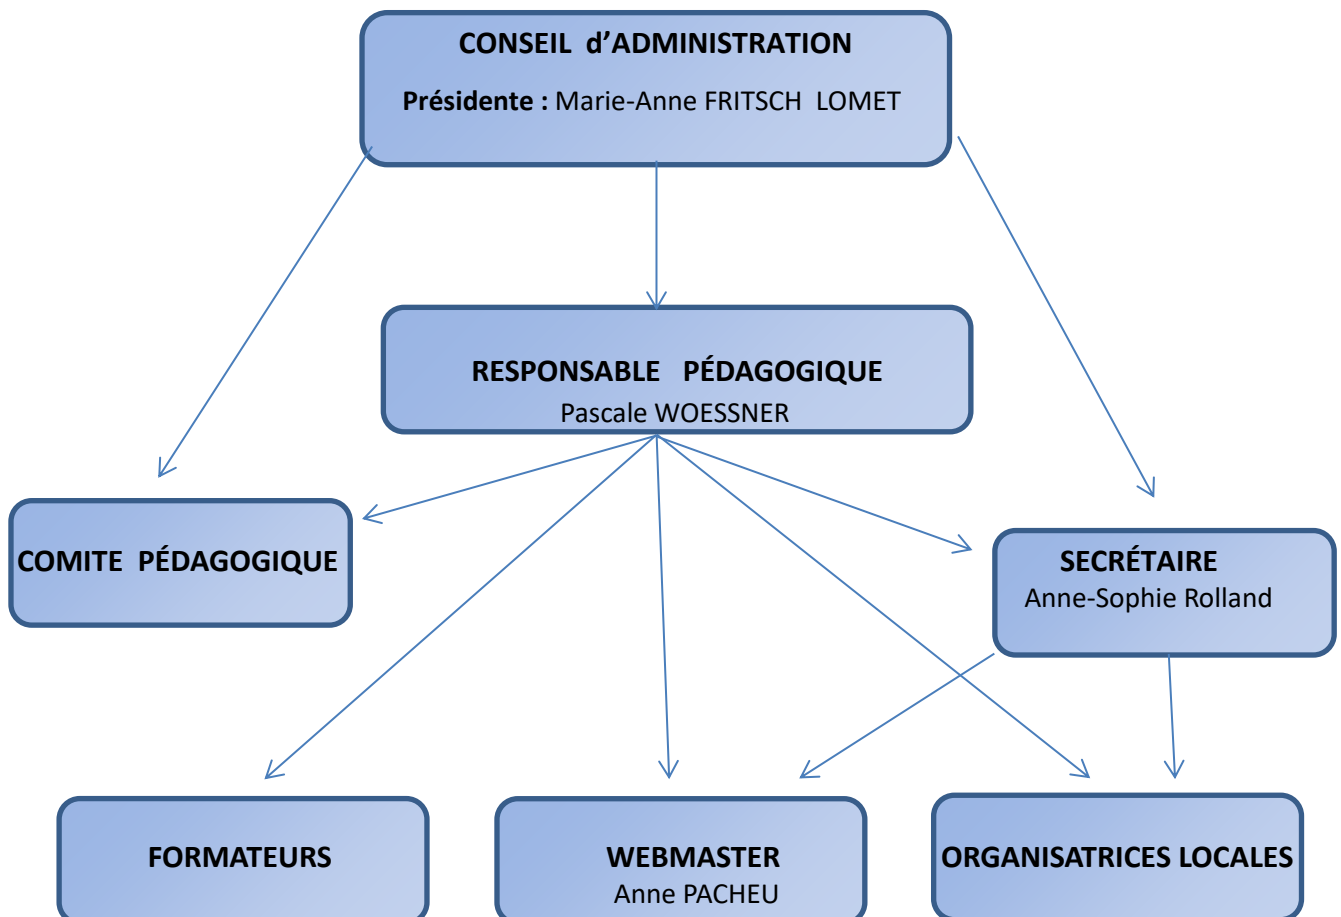 CONSEIL d’ADMINISTRATION
Présidente : Marie-Anne FRITSCH LOMET
RESPONSABLE PÉDAGOGIQUE
Pascale WOESSNER
COMITE PÉDAGOGIQUE
SECRÉTAIRE
Anne-Sophie Rolland
FORMATEURS
WEBMASTER
Anne PACHEU
ORGANISATRICES LOCALES